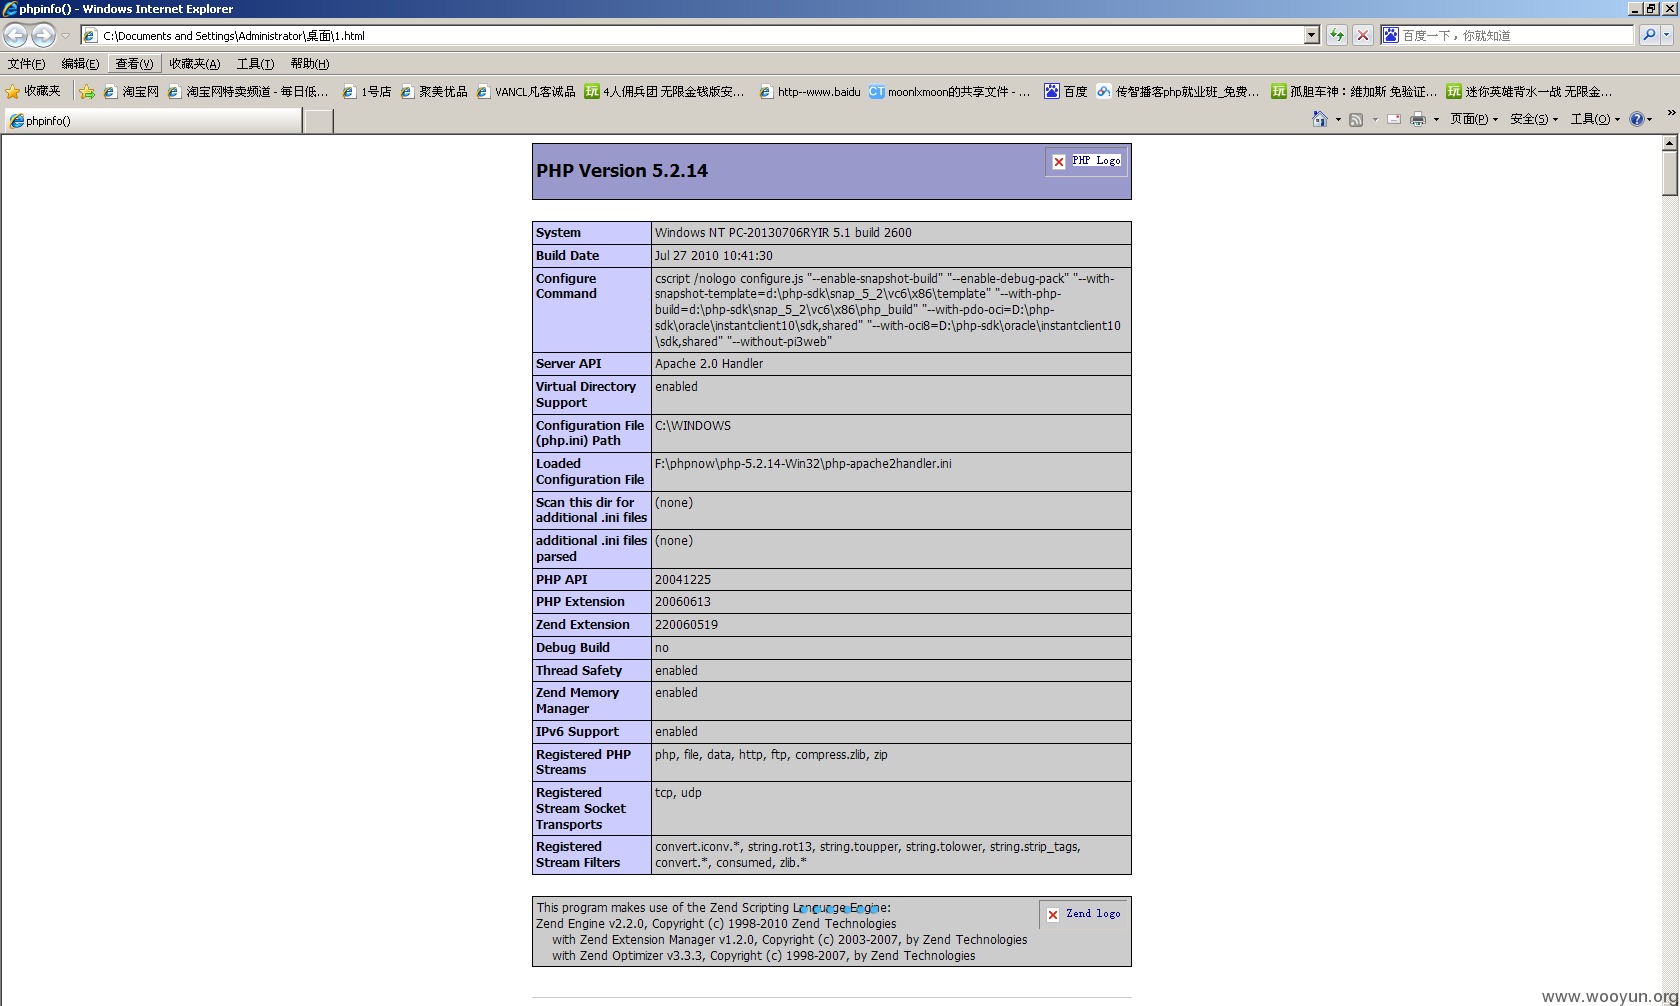 phpinfo() - Windows Internet Explorer
C:\Documents and Settings\Administrator\桌面\1.html
百度一下，你就知道
文件(F) 编辑(E) 查看(V) 收藏夹(A) 工具(T) 帮助(H)
收藏夹 淘宝网 淘宝网特卖频道 - 每日低... 1号店 聚美优品 VANCL凡客诚品 玩 4人佣兵团 无限金钱版安... http--www.baidu CT moonlxmoon的共享文件 - ... 百度 传智播客php就业班_免费... 玩 孤胆车神：维加斯 免验证... 玩 迷你英雄背水一战 无限金...
phpinfo()
页面(P) 安全(S) 工具(O)
PHP Version 5.2.14
PHP Logo
System Windows NT PC-20130706RYIR 5.1 build 2600
Build Date Jul 27 2010 10:41:30
Configure Command
cscript /nologo configure.js "--enable-snapshot-build" "--enable-debug-pack" "--with-
snapshot-template=d:\php-sdk\snap_5_2\vc6\x86\template" "--with-php-
build=d:\php-sdk\snap_5_2\vc6\x86\php_build" "--with-pdo-oci=D:\php-
sdk\oracle\instantclient10\sdk,shared" "--with-oci8=D:\php-sdk\oracle\instantclient10
\sdk,shared" "--without-pi3web"
Server API Apache 2.0 Handler
Virtual Directory
Support
enabled
Configuration File
(php.ini) Path
C:\WINDOWS
Loaded
Configuration File
F:\phpnow\php-5.2.14-Win32\php-apache2handler.ini
Scan this dir for
additional .ini files
(none)
additional .ini files
parsed
(none)
PHP API 20041225
PHP Extension 20060613
Zend Extension 220060519
Debug Build no
Thread Safety enabled
Zend Memory
Manager
enabled
IPv6 Support enabled
Registered PHP
Streams
php, file, data, http, ftp, compress.zlib, zip
Registered
Stream Socket
Transports
tcp, udp
Registered
Stream Filters
convert.iconv.*, string.rot13, string.toupper, string.tolower, string.strip_tags,
convert.*, consumed, zlib.*
This program makes use of the Zend Scripting Language Engine:
Zend Engine v2.2.0, Copyright (c) 1998-2010 Zend Technologies
with Zend Extension Manager v1.2.0, Copyright (c) 2003-2007, by Zend Technologies
with Zend Optimizer v3.3.3, Copyright (c) 1998-2007, by Zend Technologies
Zend logo
www.wooyun.org